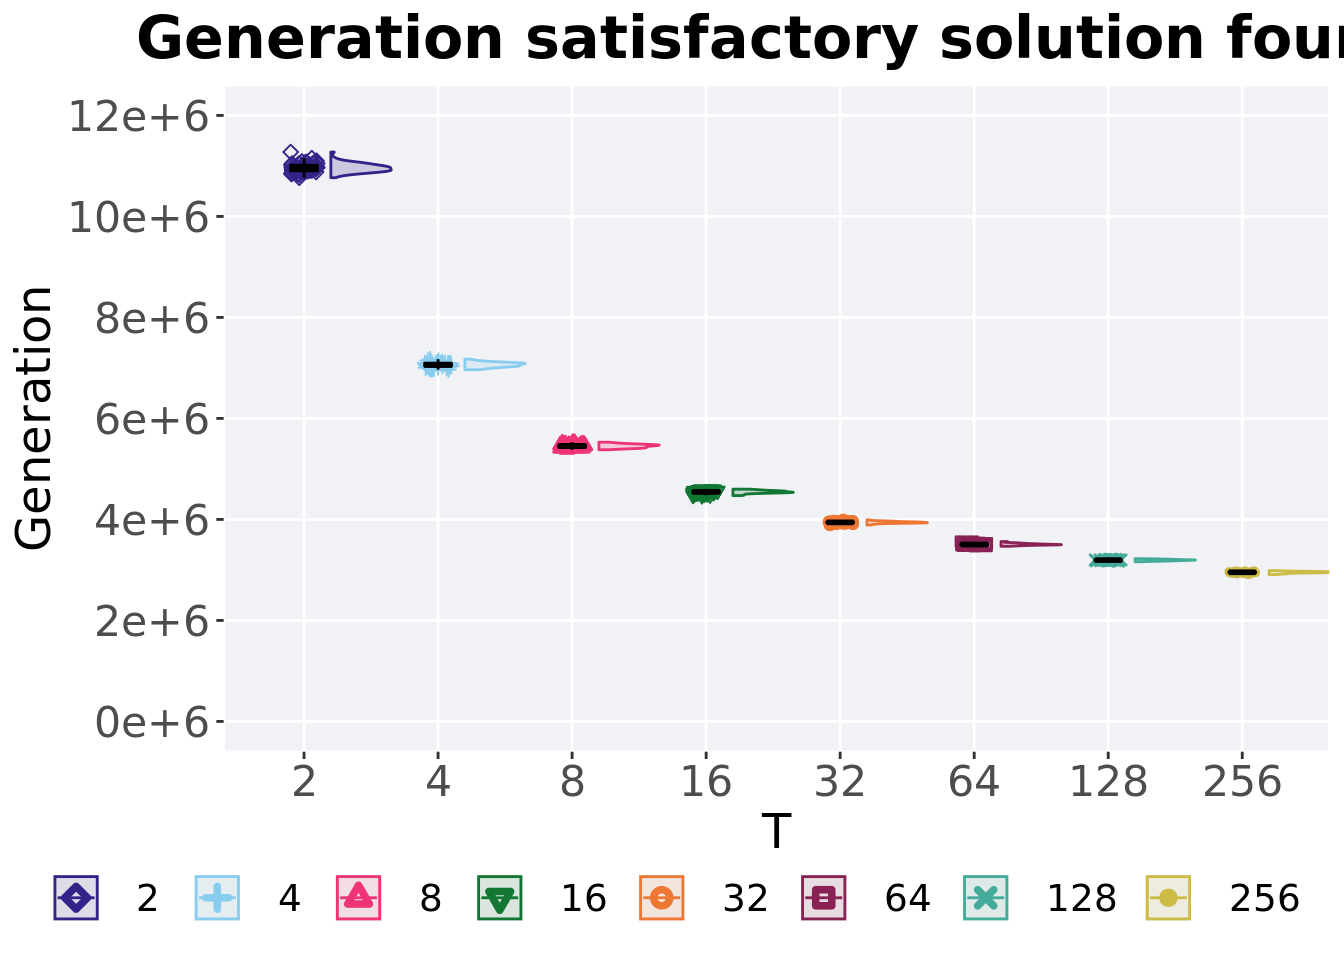 Generation satisfactory solution
12e+6
10e+6
8e+6
6e+6
4e+6
2e+6
0e+6
Generation
2 4 8 16 32 64 128 256
T
2 4 8 16 32 64 128 256